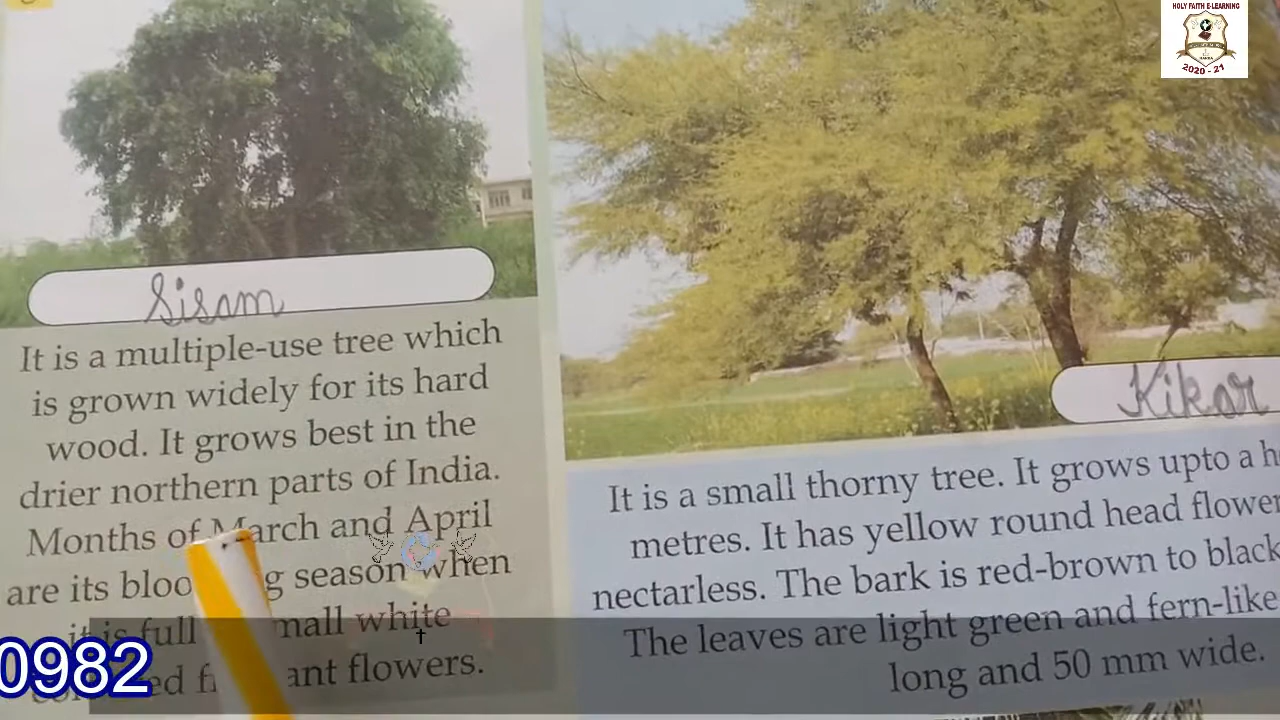 HOLY FAITH E-LEARNING
2020 - 21
Sisam
It is a multiple-use tree which
is grown widely for its hard
wood. It grows best in the
drier northern parts of India.
Months of March and April
are its season when
it is full small white
flowers.
Kikar
It is a small thorny tree. It grows upto a
metres. It has yellow round head
nectarless. The bark is red-brown to black
The leaves are light green and fern-like
long and 50 mm wide.
0982